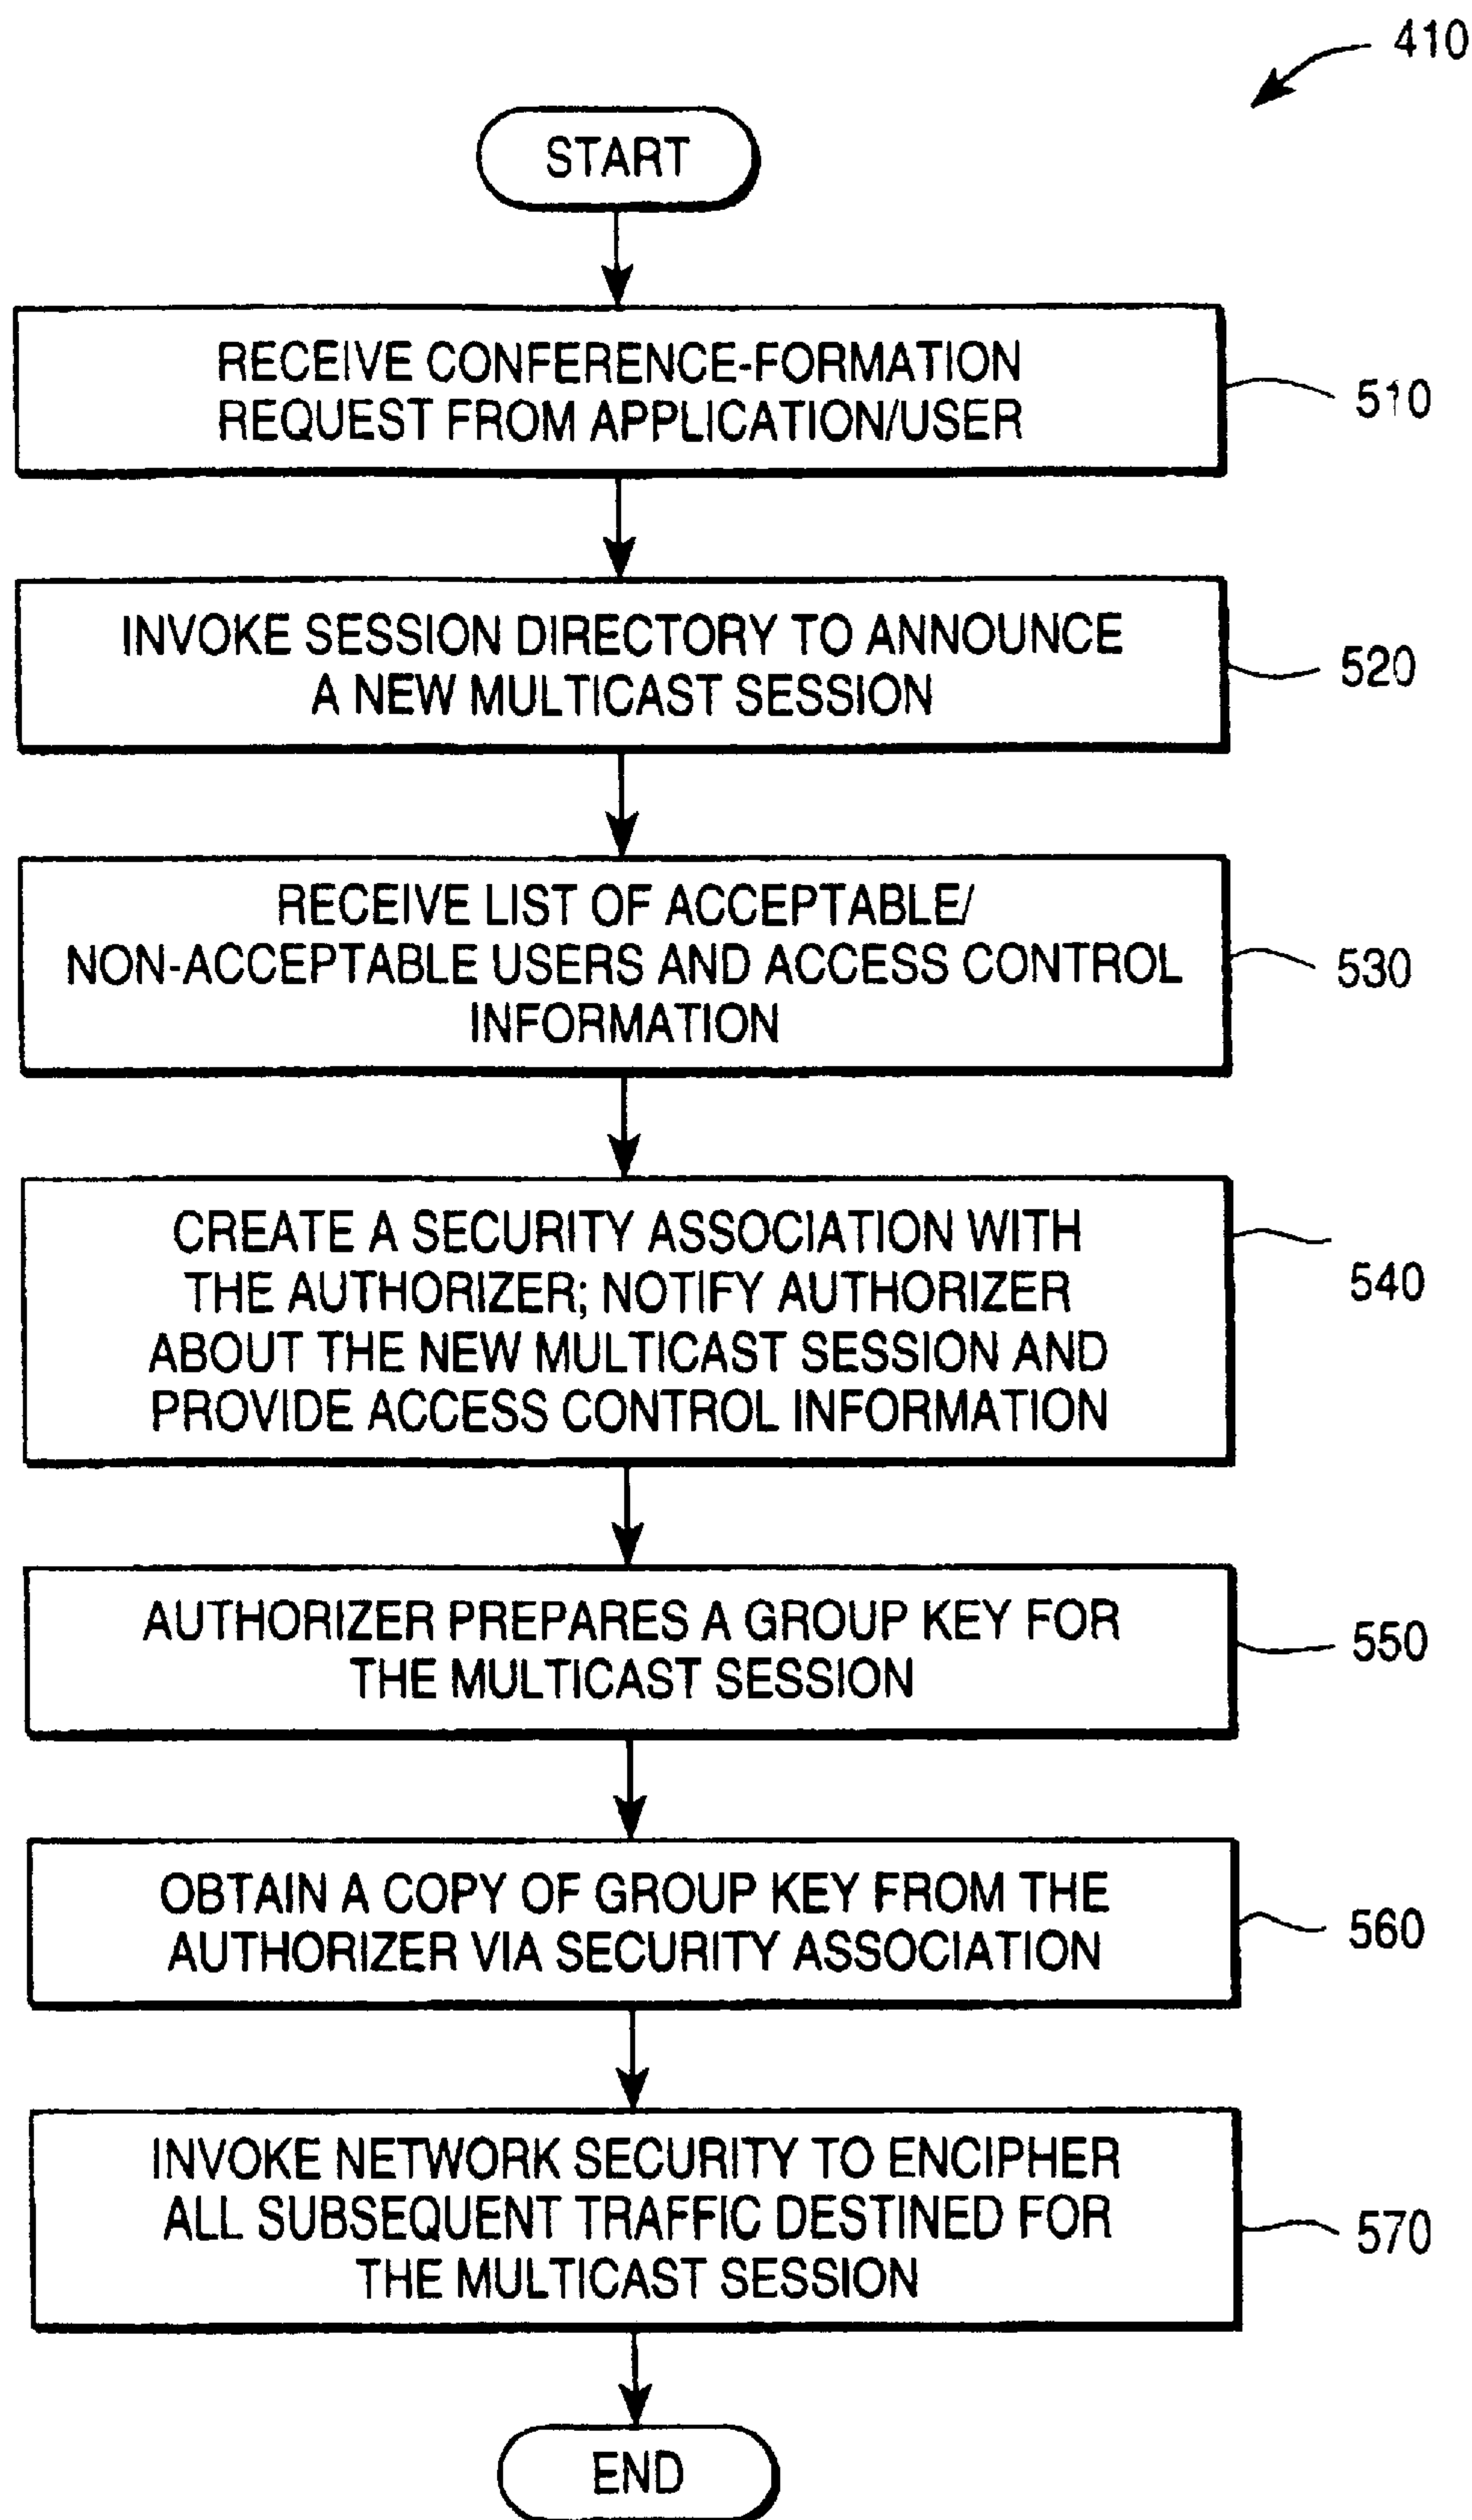 410
START
RECEIVE CONFERENCE-FORMATION
REQUEST FROM APPLICATION/USER
510
INVOKE SESSION DIRECTORY TO ANNOUNCE
A NEW MULTICAST SESSION
520
RECEIVE LIST OF ACCEPTABLE/
NON-ACCEPTABLE USERS AND ACCESS CONTROL
INFORMATION
530
CREATE A SECURITY ASSOCIATION WITH
THE AUTHORIZER; NOTIFY AUTHORIZER
ABOUT THE NEW MULTICAST SESSION AND
PROVIDE ACCESS CONTROL INFORMATION
540
AUTHORIZER PREPARES A GROUP KEY FOR
THE MULTICAST SESSION
550
OBTAIN A COPY OF GROUP KEY FROM THE
AUTHORIZER VIA SECURITY ASSOCIATION
560
INVOKE NETWORK SECURITY TO ENCIPHER
ALL SUBSEQUENT TRAFFIC DESTINED FOR
THE MULTICAST SESSION
570
END